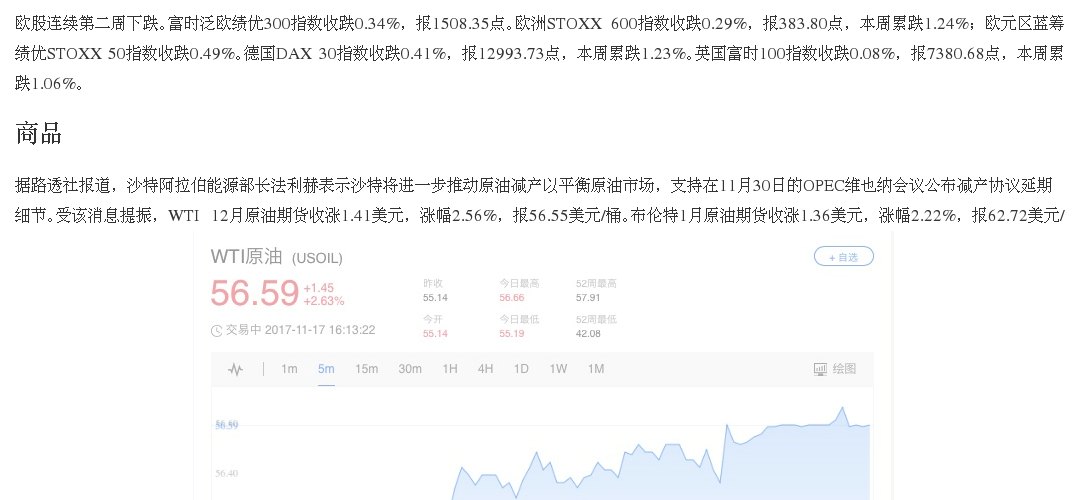 欧股连续第二周下跌。富时泛欧绩优300指数收跌0.34%，报1508.35点。欧洲STOXX 600指数收跌0.29%，报383.80点，本周累跌1.24%；欧元区蓝筹
绩优STOXX 50指数收跌0.49%。德国DAX 30指数收跌0.41%，报12993.73点，本周累跌1.23%。英国富时100指数收跌0.08%，报7380.68点，本周累
跌1.06%。
商品
据路透社报道，沙特阿拉伯能源部长法利赫表示沙特将进一步推动原油减产以平衡原油市场，支持在11月30日的OPEC维也纳会议公布减产协议延期
细节。受该消息提振，WTI 12月原油期货收涨1.41美元，涨幅2.56%，报56.55美元/桶。布伦特1月原油期货收涨1.36美元，涨幅2.22%，报62.72美元/
WTI原油 (USOIL)
+ 自选
56.59 +1.45 +2.63%
昨收 今日最高 52周最高
55.14 56.66 57.91
今开 今日最低 52周最低
55.14 55.19 42.08
交易中 2017-11-17 16:13:22
1m 5m 15m 30m 1H 4H 1D 1W 1M 绘图
56.59
56.40